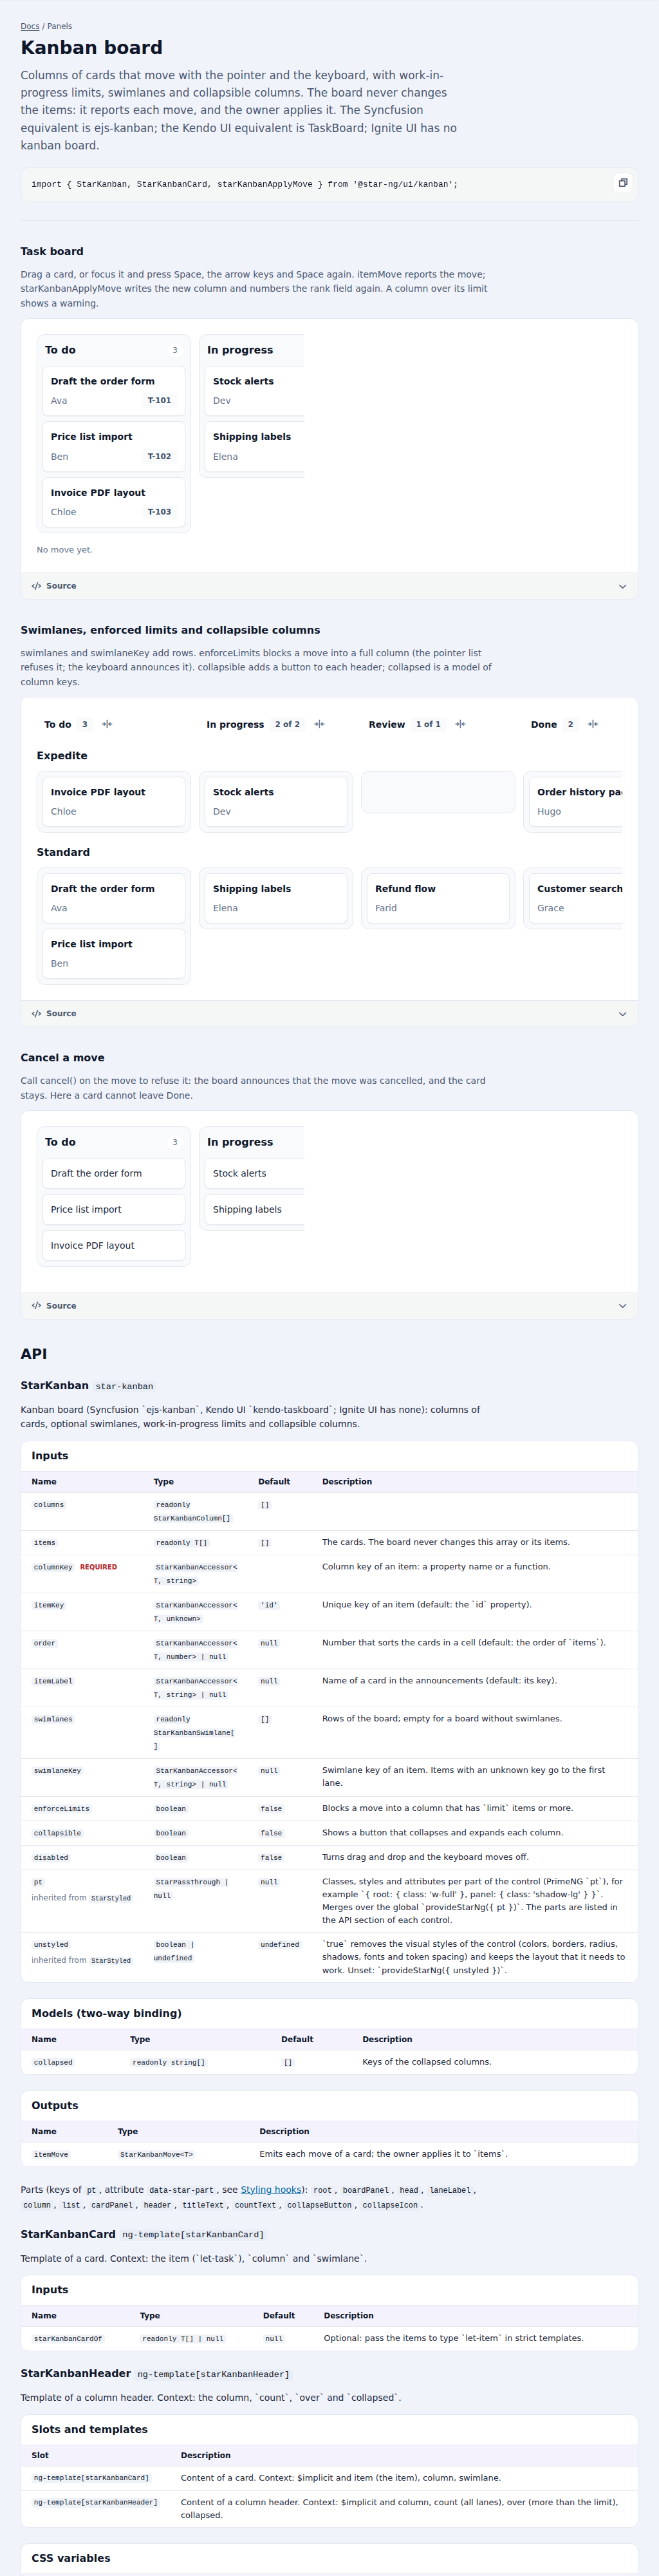 Docs / Panels
Kanban board
Columns of cards that move with the pointer and the keyboard, with work-in-
progress limits, swimlanes and collapsible columns. The board never changes
the items: it reports each move, and the owner applies it. The Syncfusion
equivalent is ejs-kanban; the Kendo UI equivalent is TaskBoard; Ignite UI has no
kanban board.
import { StarKanban, StarKanbanCard, starKanbanApplyMove } from '@star-ng/ui/kanban';
Task board
Drag a card, or focus it and press Space, the arrow keys and Space again. itemMove reports the move;
starKanbanApplyMove writes the new column and numbers the rank field again. A column over its limit
shows a warning.
To do 3 In progress
Draft the order form Stock alerts
Ava T-101 Dev
Price list import Shipping labels
Ben T-102 Elena
Invoice PDF layout
Chloe T-103
No move yet.
Source
Swimlanes, enforced limits and collapsible columns
swimlanes and swimlaneKey add rows. enforceLimits blocks a move into a full column (the pointer list
refuses it; the keyboard announces it). collapsible adds a button to each header; collapsed is a model of
column keys.
To do 3 In progress 2 of 2 Review 1 of 1 Done 2
Expedite
Invoice PDF layout Stock alerts Order history pa
Chloe Dev Hugo
Standard
Draft the order form Shipping labels Refund flow Customer search
Ava Elena Farid Grace
Price list import
Ben
Source
Cancel a move
Call cancel() on the move to refuse it: the board announces that the move was cancelled, and the card
stays. Here a card cannot leave Done.
To do 3 In progress
Draft the order form Stock alerts
Price list import Shipping labels
Invoice PDF layout
Source
API
StarKanban star-kanban
Kanban board (Syncfusion `ejs-kanban`, Kendo UI `kendo-taskboard`; Ignite UI has none): columns of
cards, optional swimlanes, work-in-progress limits and collapsible columns.
Inputs
Name Type Default Description
columns readonly StarKanbanColumn[] []
items readonly T[] [] The cards. The board never changes this array or its items.
columnKey REQUIRED StarKanbanAccessor<T, string> Column key of an item: a property name or a function.
itemKey StarKanbanAccessor<T, unknown> 'id' Unique key of an item (default: the `id` property).
order StarKanbanAccessor<T, number> | null null Number that sorts the cards in a cell (default: the order of `items`).
itemLabel StarKanbanAccessor<T, string> | null null Name of a card in the announcements (default: its key).
swimlanes readonly StarKanbanSwimlane[] [] Rows of the board; empty for a board without swimlanes.
swimlaneKey StarKanbanAccessor<T, string> | null null Swimlane key of an item. Items with an unknown key go to the first
lane.
enforceLimits boolean false Blocks a move into a column that has `limit` items or more.
collapsible boolean false Shows a button that collapses and expands each column.
disabled boolean false Turns drag and drop and the keyboard moves off.
pt inherited from StarStyled StarPassThrough | null null Classes, styles and attributes per part of the control (PrimeNG `pt`), for
example `{ root: { class: 'w-full' }, panel: { class: 'shadow-lg' } }`.
Merges over the global `provideStarNg({ pt })`. The parts are listed in
the API section of each control.
unstyled inherited from StarStyled boolean | undefined undefined `true` removes the visual styles of the control (colors, borders, radius,
shadows, fonts and token spacing) and keeps the layout that it needs to
work. Unset: `provideStarNg({ unstyled })`.
Models (two-way binding)
Name Type Default Description
collapsed readonly string[] [] Keys of the collapsed columns.
Outputs
Name Type Description
itemMove StarKanbanMove<T> Emits each move of a card; the owner applies it to `items`.
Parts (keys of pt, attribute data-star-part, see Styling hooks): root, boardPanel, head, laneLabel,
column, list, cardPanel, header, titleText, countText, collapseButton, collapseIcon.
StarKanbanCard ng-template[starKanbanCard]
Template of a card. Context: the item (`let-task`), `column` and `swimlane`.
Inputs
Name Type Default Description
starKanbanCardOf readonly T[] | null null Optional: pass the items to type `let-item` in strict templates.
StarKanbanHeader ng-template[starKanbanHeader]
Template of a column header. Context: the column, `count`, `over` and `collapsed`.
Slots and templates
Slot Description
ng-template[starKanbanCard] Content of a card. Context: $implicit and item (the item), column, swimlane.
ng-template[starKanbanHeader] Content of a column header. Context: $implicit and column, count (all lanes), over (more than the limit),
collapsed.
CSS variables